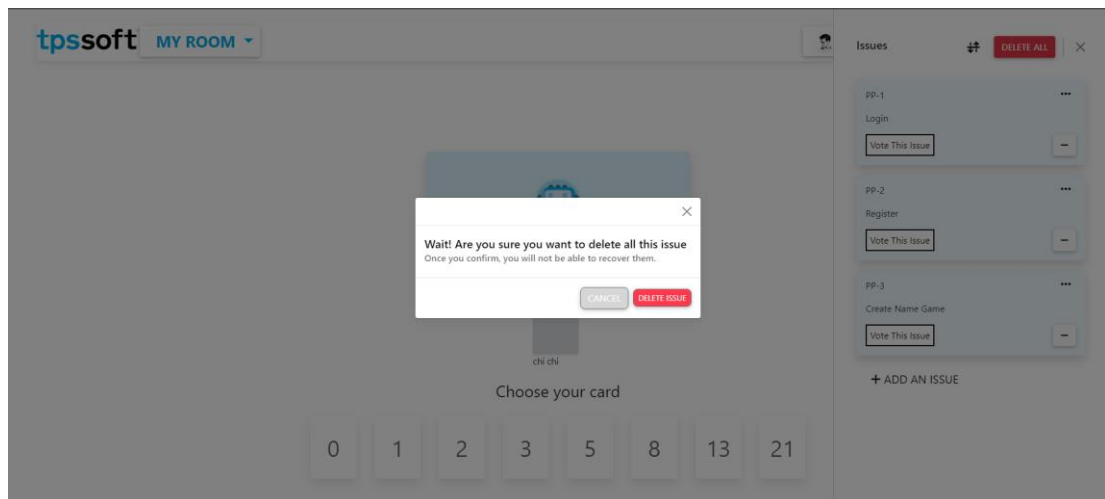 tpssoft
MY ROOM
Issues
DELETE ALL
PP-1
Login
Vote This Issue
PP-2
Register
Vote This Issue
PP-3
Create Name Game
Vote This Issue
+ ADD AN ISSUE
Wait! Are you sure you want to delete all this issue
Once you confirm, you will not be able to recover them.
CANCEL
DELETE ISSUE
chi chi
Choose your card
0 1 2 3 5 8 13 21